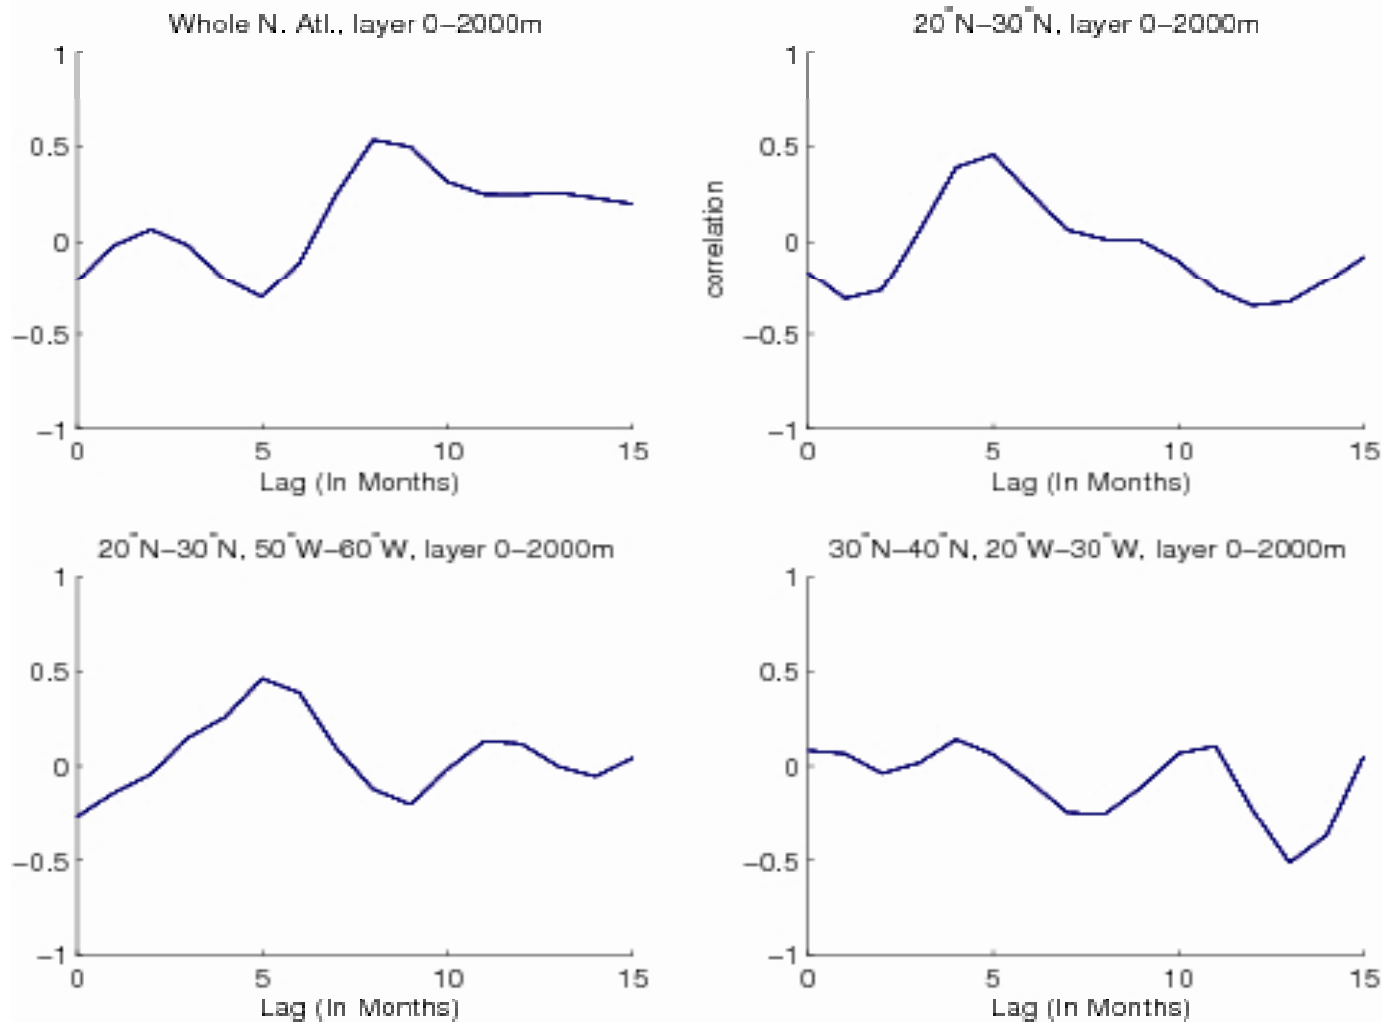 Whole N. Atl., layer 0–2000m
1
0.5
0
−0.5
−1
0 5 10 15
Lag (In Months)
20°N–30°N, layer 0–2000m
correlation
1
0.5
0
−0.5
−1
0 5 10 15
Lag (In Months)
20°N–30°N, 50°W–60°W, layer 0–2000m
1
0.5
0
−0.5
−1
0 5 10 15
Lag (In Months)
30°N–40°N, 20°W–30°W, layer 0–2000m
1
0.5
0
−0.5
−1
0 5 10 15
Lag (In Months)